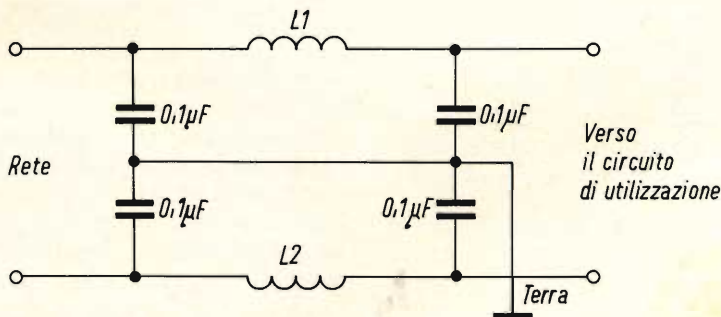 L1
0,1µF
0,1µF
Rete
Verso
il circuito
di utilizzazione
0,1µF
0,1µF
L2
Terra